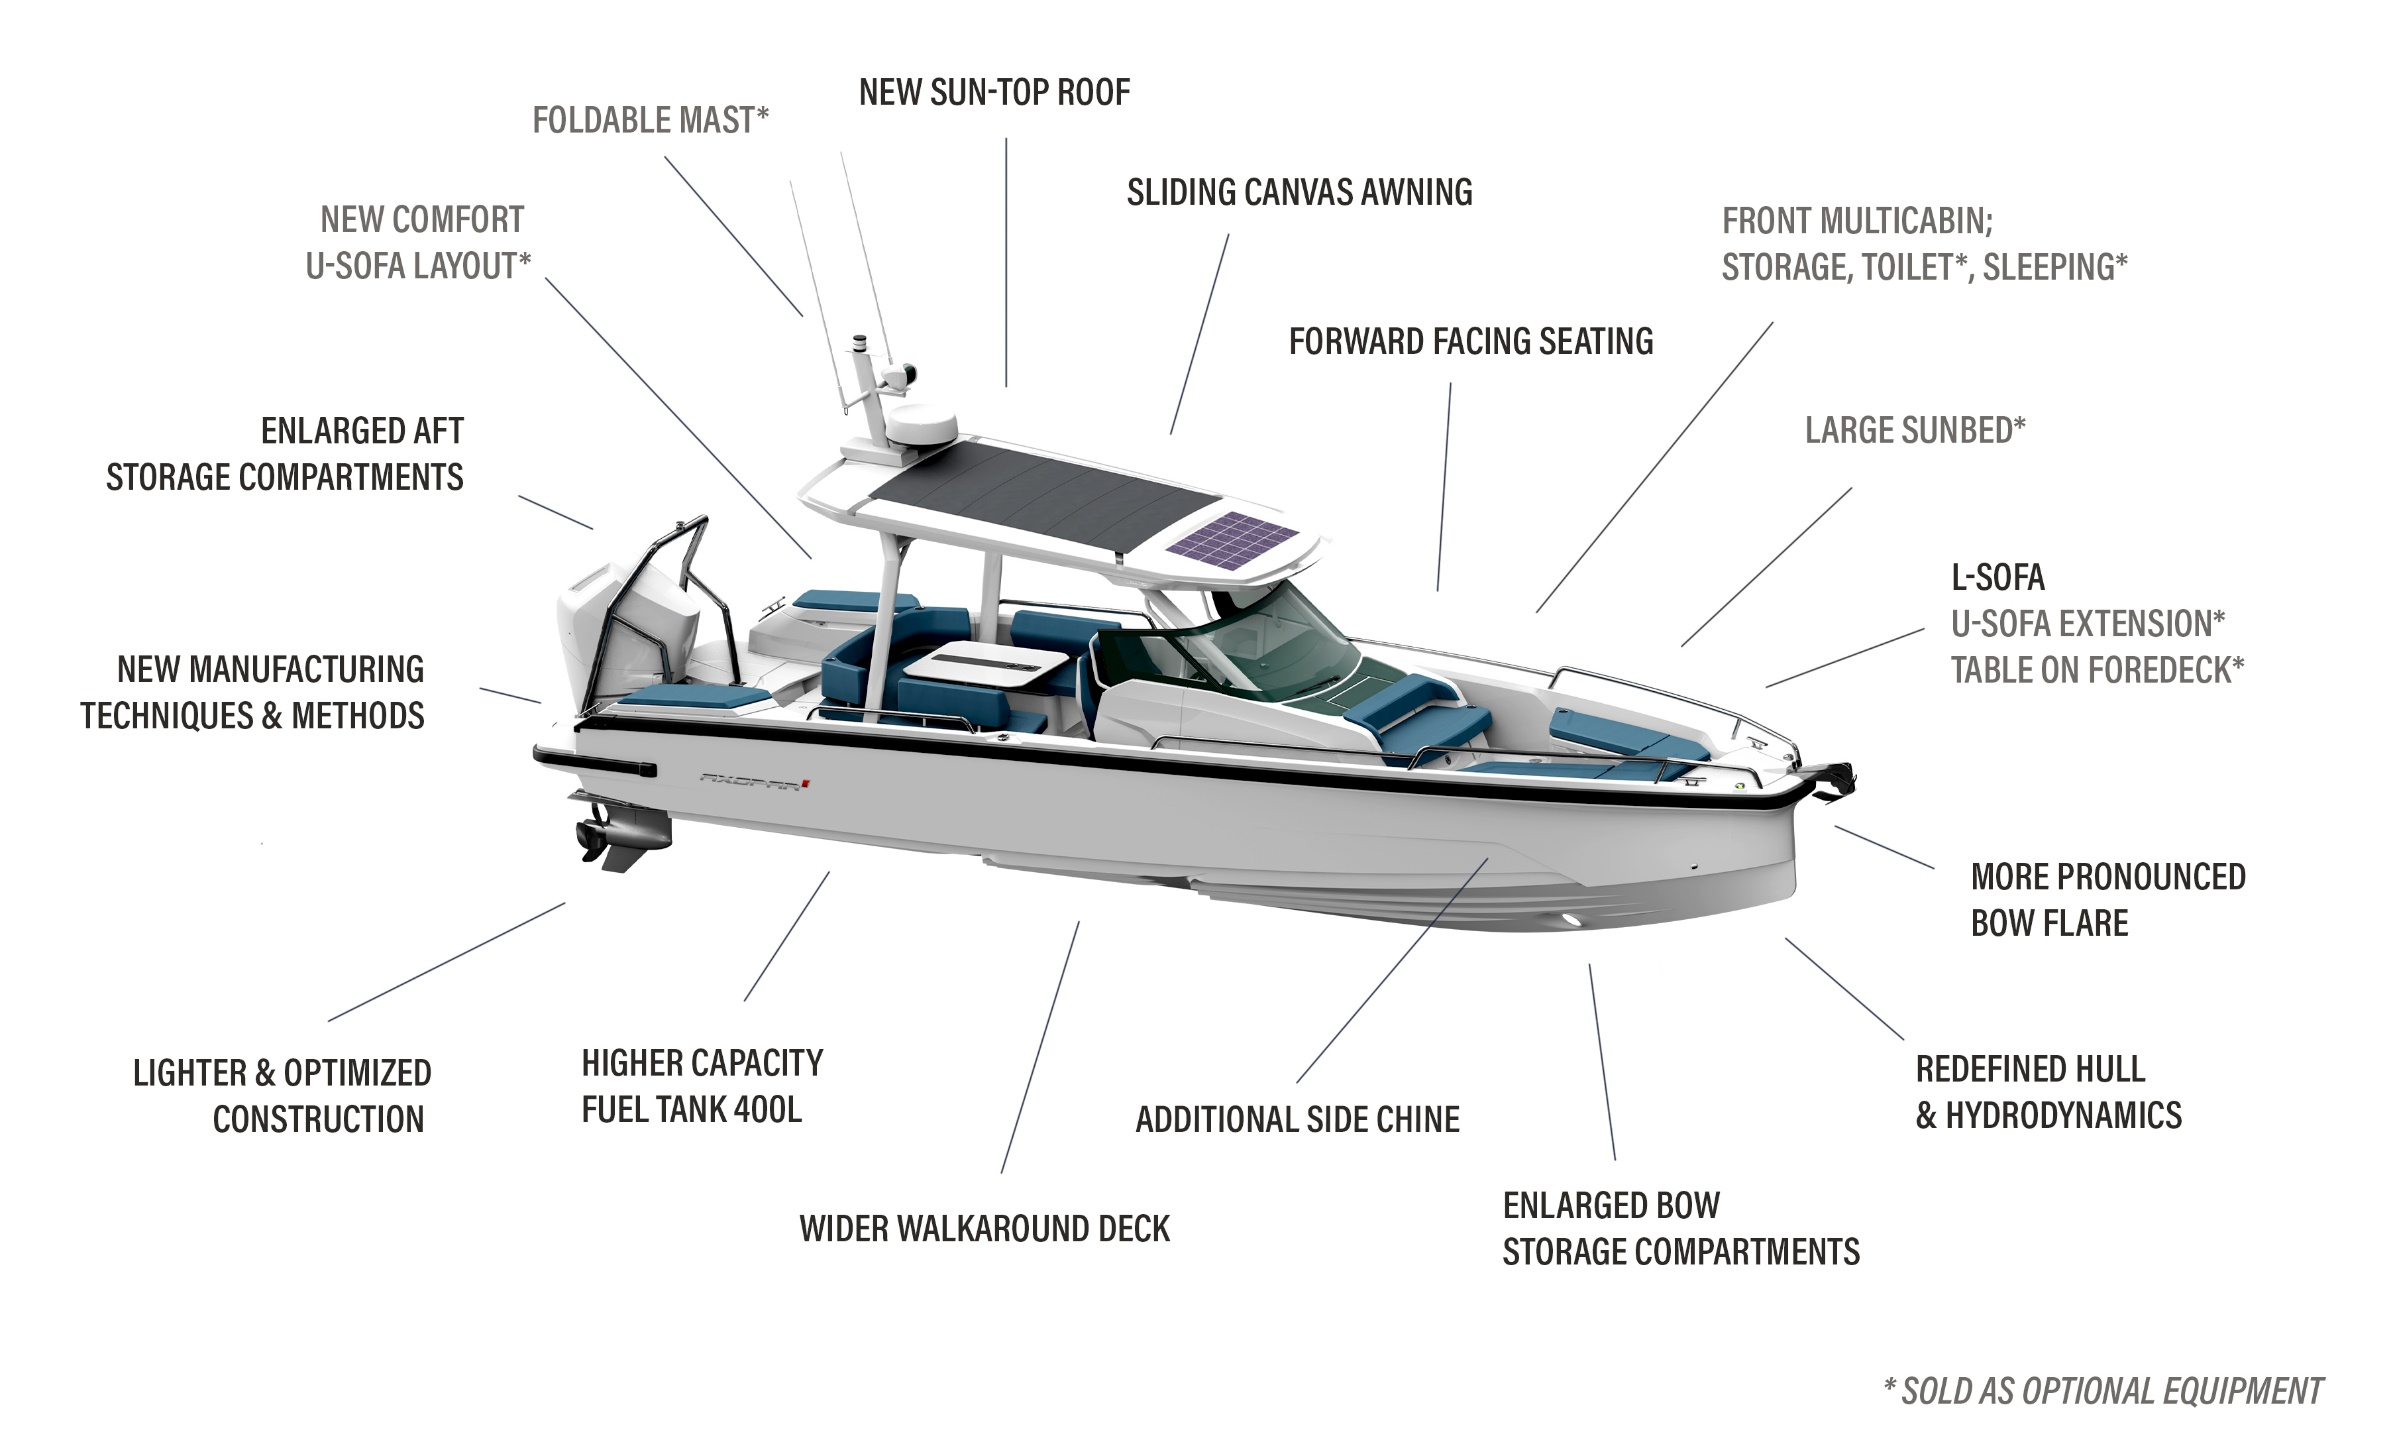 NEW SUN-TOP ROOF
FOLDABLE MAST*
SLIDING CANVAS AWNING
NEW COMFORT
U-SOFA LAYOUT*
FRONT MULTICABIN;
STORAGE, TOILET*, SLEEPING*
FORWARD FACING SEATING
ENLARGED AFT
STORAGE COMPARTMENTS
LARGE SUNBED*
L-SOFA
U-SOFA EXTENSION*
TABLE ON FOREDECK*
NEW MANUFACTURING
TECHNIQUES & METHODS
AXOPAR
MORE PRONOUNCED
BOW FLARE
LIGHTER & OPTIMIZED
CONSTRUCTION
HIGHER CAPACITY
FUEL TANK 400L
ADDITIONAL SIDE CHINE
REDEFINED HULL
& HYDRODYNAMICS
WIDER WALKAROUND DECK
ENLARGED BOW
STORAGE COMPARTMENTS
* SOLD AS OPTIONAL EQUIPMENT